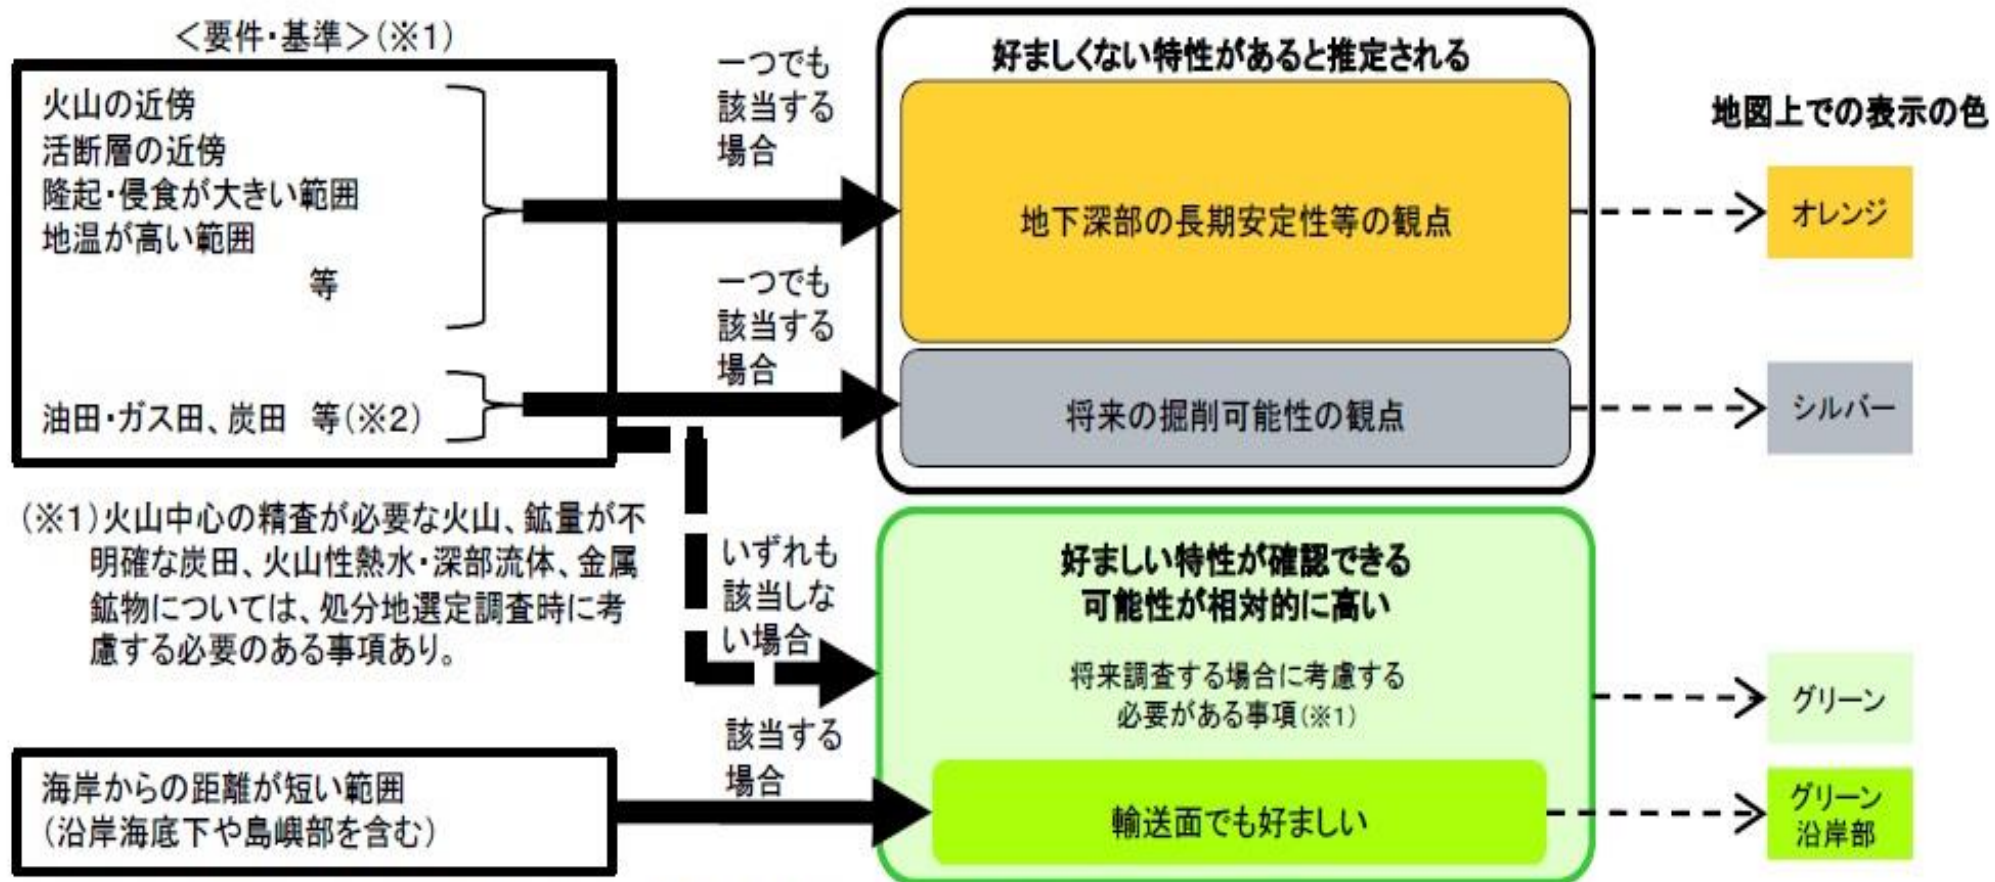 ＜要件・基準＞(※1)
火山の近傍
活断層の近傍
隆起・侵食が大きい範囲
地温が高い範囲
等
油田・ガス田、炭田 等(※2)
(※1)火山中心の精査が必要な火山、鉱量が不
明確な炭田、火山性熱水・深部流体、金属
鉱物については、処分地選定調査時に考
慮する必要のある事項あり。
海岸からの距離が短い範囲
(沿岸海底下や島嶼部を含む)
一つでも
該当する
場合
一つでも
該当する
場合
いずれも
該当しな
い場合
該当する
場合
好ましくない特性があると推定される
地下深部の長期安定性等の観点
将来の掘削可能性の観点
好ましい特性が確認できる
可能性が相対的に高い
将来調査する場合に考慮する
必要がある事項(※1)
輸送面でも好ましい
地図上での表示の色
オレンジ
シルバー
グリーン
グリーン
沿岸部